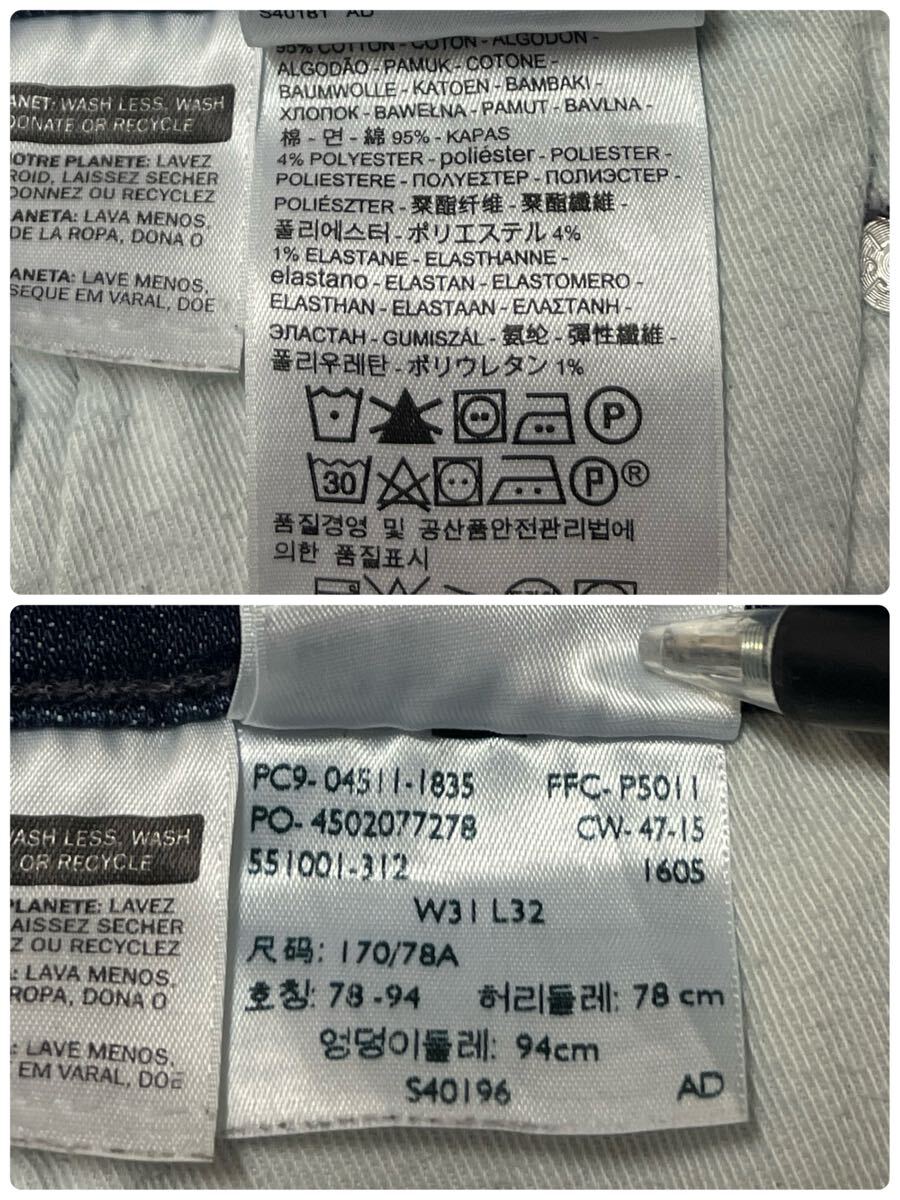 S40181 AD
95% COTTON - COTON - ALGODÓN -
ALGODÃO - PAMUK - COTONE -
BAUMWOLLE - KATOEN - BAMBAKI -
ХЛОПОК - BAWEŁNA - PAMUT - BAVLNA -
棉 - 면 - 綿 95% - KAPAS
4% POLYESTER - poliéster - POLIESTER -
POLIESTERE - ΠΟΛΥΕΣΤΕΡ - ПОЛИЭСТЕР -
POLIÉSZTER - 聚酯纤维 - 聚酯纖維 -
폴리에스터 - ポリエステル 4%
1% ELASTANE - ELASTHANNE -
elastano - ELASTAN - ELASTOMERO -
ELASTHAN - ELASTAAN - ΕΛΑΣΤΑΝΗ -
ЭЛАСТАН - GUMISZÁL - 氨纶 - 彈性纖維 -
폴리우레탄 - ポリウレタン 1%
P
30 P ®
품질경영 및 공산품안전관리법에
의한 품질표시
ANET: WASH LESS, WASH
DONATE OR RECYCLE
OTRE PLANETE: LAVEZ
ROID, LAISSEZ SECHER
DONNEZ OU RECYCLEZ
LANETA: LAVA MENOS,
DE LA ROPA, DONA O
ANETA: LAVE MENOS,
SEQUE EM VARAL, DOE
PC9-04511-1835 FFC-P5011
PO-4502077278 CW-47-15
551001-312 1605
W31 L32
尺码: 170/78A
호칭: 78-94 허리둘레: 78 cm
엉덩이둘레: 94cm
S40196 AD
ASH LESS, WASH
OR RECYCLE
PLANETE: LAVEZ
AISSEZ SECHER
Z OU RECYCLEZ
: LAVA MENOS,
ROPA, DONA O
: LAVE MENOS,
EM VARAL, DOE